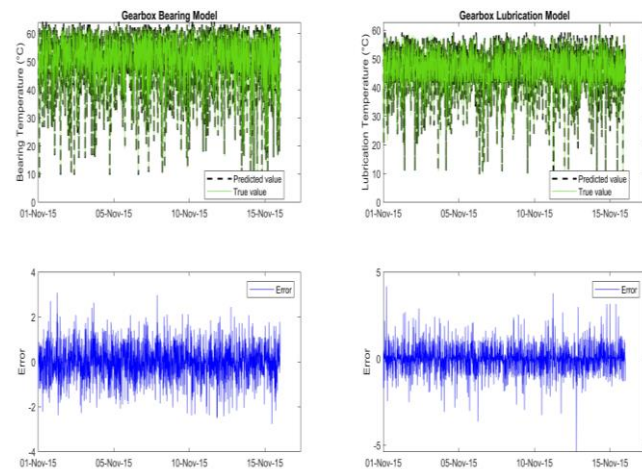 Gearbox Bearing Model
Bearing Temperature (°C)
60
50
40
30
20
10
0
Predicted value
True value
01-Nov-15
05-Nov-15
10-Nov-15
15-Nov-15
Gearbox Lubrication Model
Lubrication Temperature (°C)
60
50
40
30
20
10
0
Predicted value
True value
01-Nov-15
05-Nov-15
10-Nov-15
15-Nov-15
Error
4
2
0
-2
-4
Error
01-Nov-15
05-Nov-15
10-Nov-15
15-Nov-15
Error
5
0
-5
Error
01-Nov-15
05-Nov-15
10-Nov-15
15-Nov-15